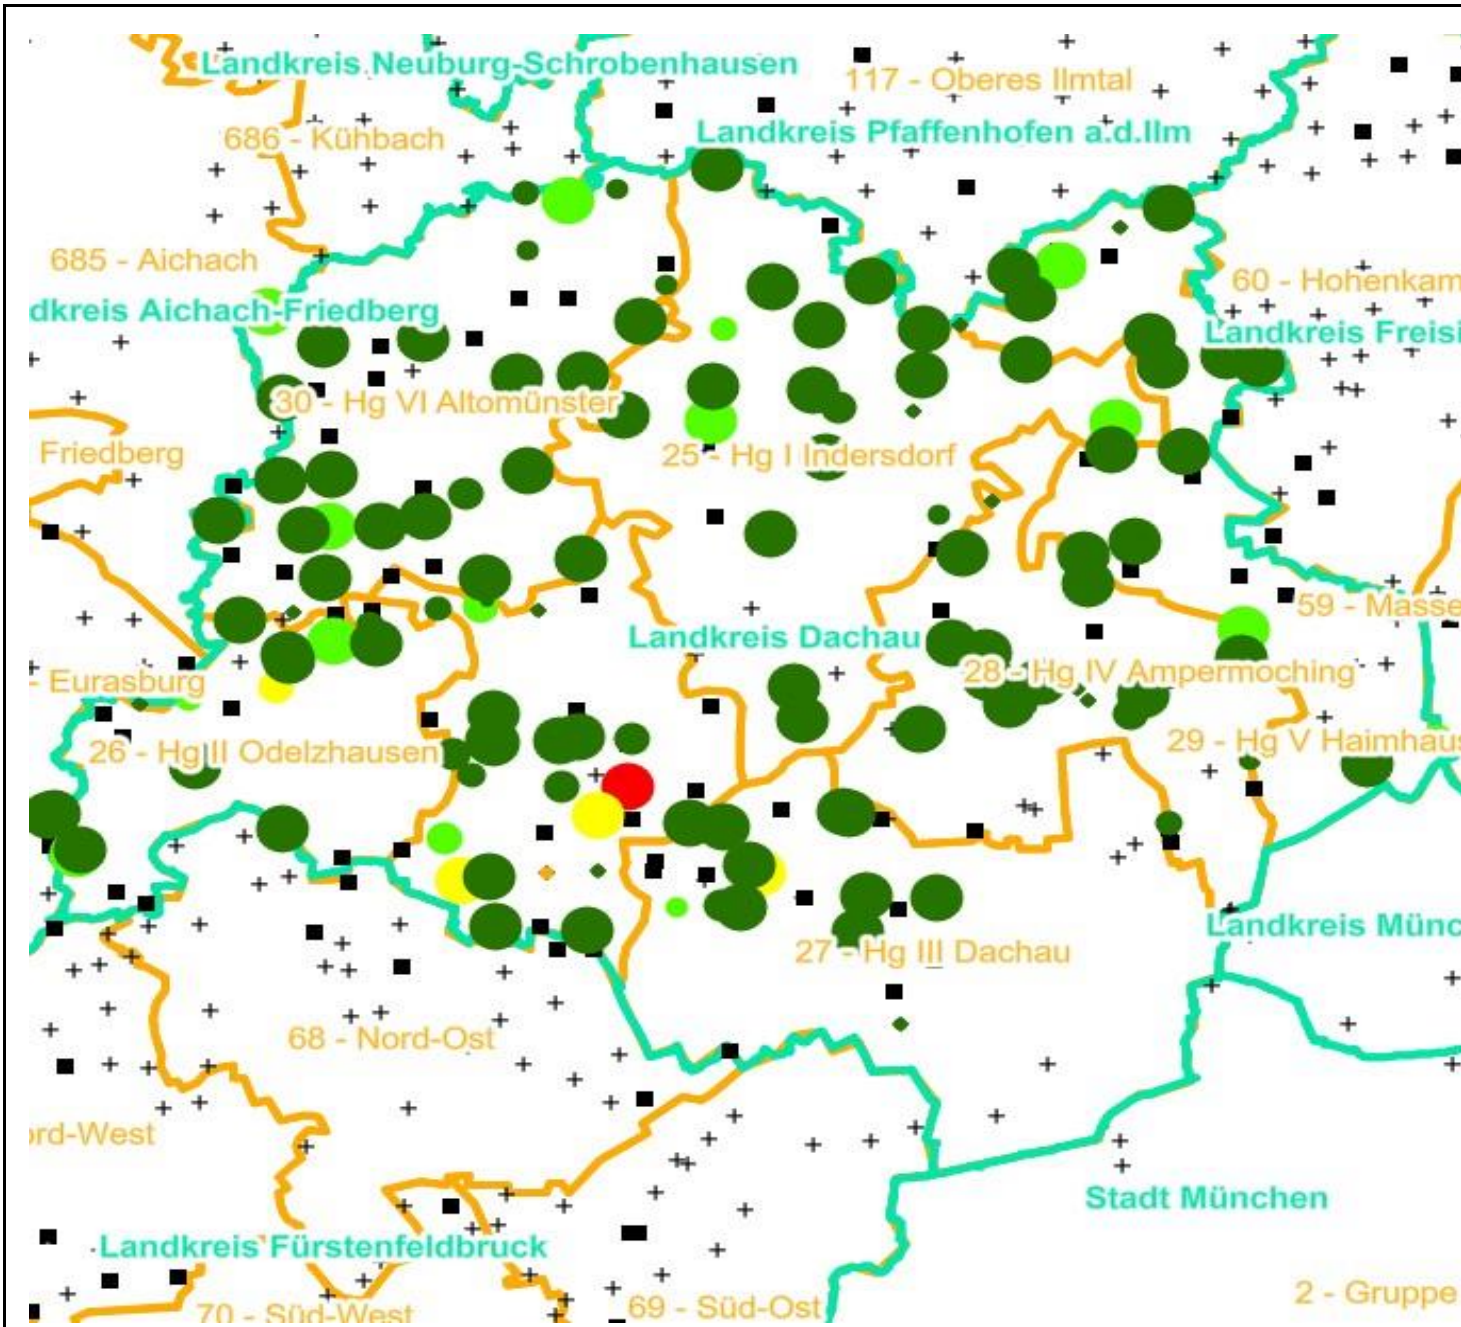 Landkreis Neuburg-Schrobenhausen
117 - Oberes Ilmtal
686 - Kühbach
Landkreis Pfaffenhofen a.d.Ilm
685 - Aichach
60 - Hohenkam
dkreis Aichach-Friedberg
Landkreis Freisi
30 - Hg VI Altomünster
Friedberg
25 - Hg I Indersdorf
59 - Masse
Landkreis Dachau
28 - Hg IV Ampermoching
- Eurasburg
29 - Hg V Haimhaus
26 - Hg II Odelzhausen
Landkreis Münc
27 - Hg III Dachau
68 - Nord-Ost
ord-West
Stadt München
Landkreis Fürstenfeldbruck
2 - Gruppe
69 - Süd-Ost
70 - Süd-West